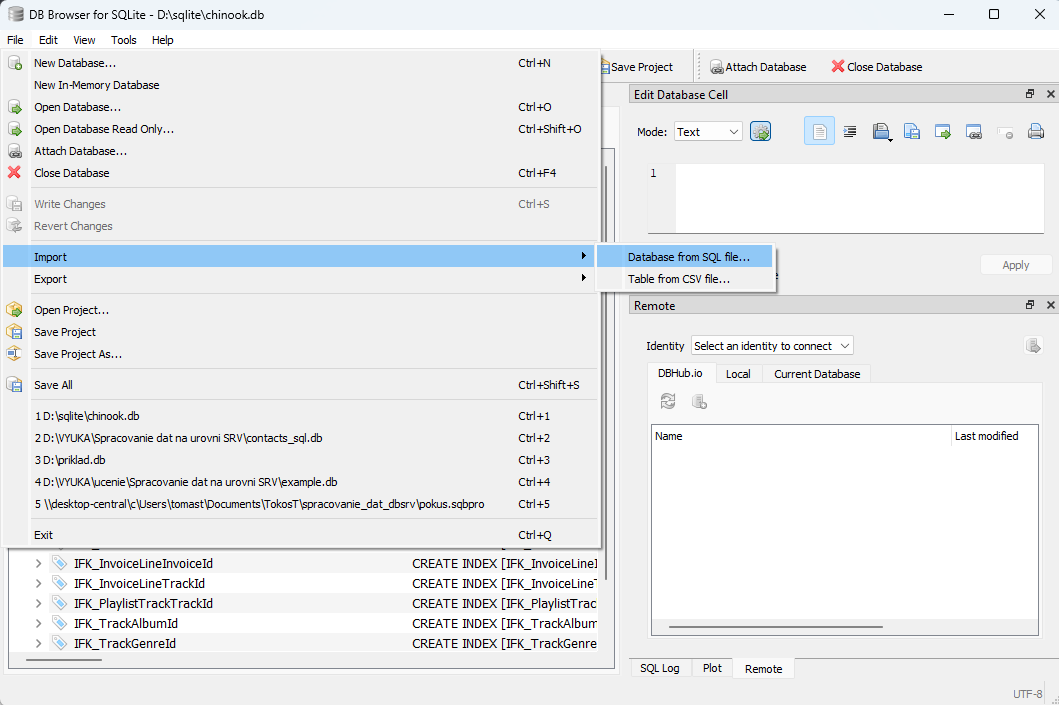 DB Browser for SQLite - D:\sqlite\chinook.db
File Edit View Tools Help
New Database... Ctrl+N
New In-Memory Database
Open Database... Ctrl+O
Open Database Read Only... Ctrl+Shift+O
Attach Database...
Close Database Ctrl+F4
Write Changes Ctrl+S
Revert Changes
Import
Export
Open Project...
Save Project
Save Project As...
Save All Ctrl+Shift+S
1 D:\sqlite\chinook.db Ctrl+1
2 D:\VYUKA\Spracovanie dat na urovni SRV\contacts_sql.db Ctrl+2
3 D:\priklad.db Ctrl+3
4 D:\VYUKA\ucenie\Spracovanie dat na urovni SRV\example.db Ctrl+4
5 \\desktop-central\c\Users\tomast\Documents\TokosT\spracovanie_dat_dbsrv\pokus.sqbpro Ctrl+5
Exit Ctrl+Q
Database from SQL file...
Table from CSV file...
IFK_InvoiceLineInvoiceId CREATE INDEX [IFK_InvoiceLineI
IFK_InvoiceLineTrackId CREATE INDEX [IFK_InvoiceLineT
IFK_PlaylistTrackTrackId CREATE INDEX [IFK_PlaylistTrac
IFK_TrackAlbumId CREATE INDEX [IFK_TrackAlbum
IFK_TrackGenreId CREATE INDEX [IFK_TrackGenre
Save Project Attach Database Close Database
Edit Database Cell
Mode: Text
1
Apply
Remote
Identity Select an identity to connect
DBHub.io Local Current Database
Name Last modified
SQL Log Plot Remote
UTF-8